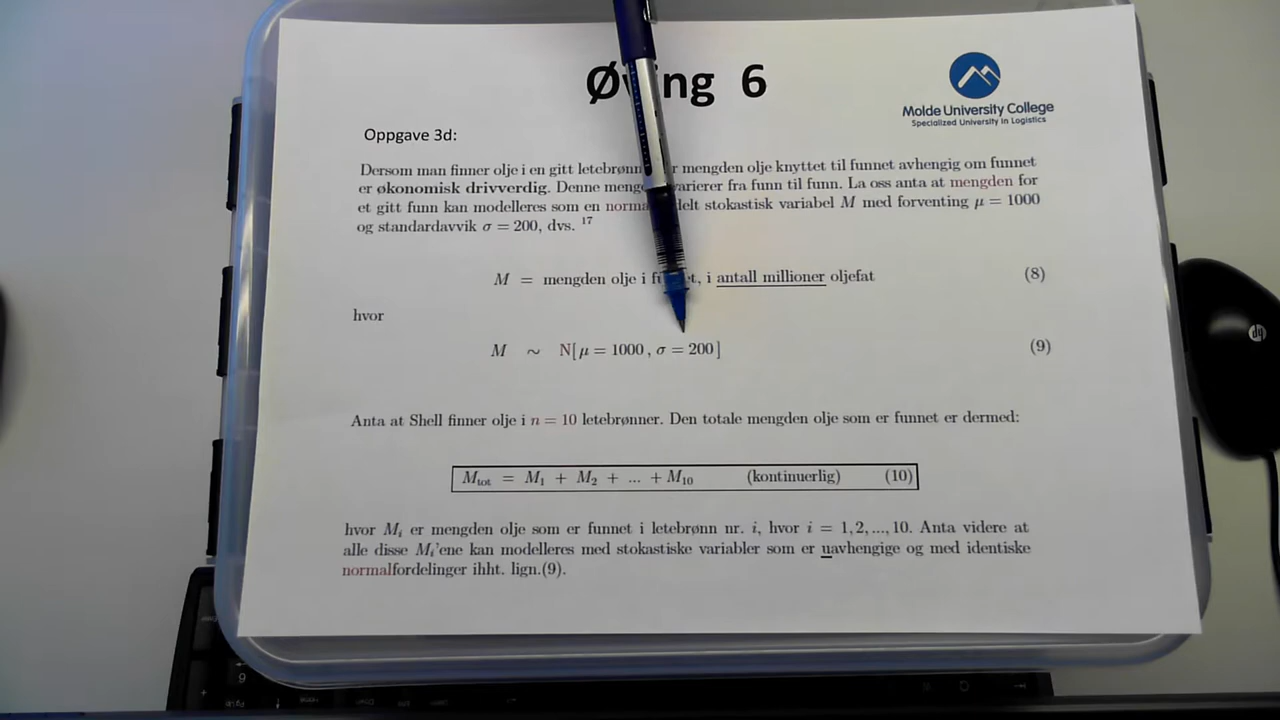 Øving 6
Molde University College
Specialized University in Logistics
Oppgave 3d:
Dersom man finner olje i en gitt letebrønn mengden olje knyttet til funnet avhengig om funnet
er økonomisk drivverdig. Denne varierer fra funn til funn. La oss anta at mengden for
et gitt funn kan modelleres som en stokastisk variabel M med forventing μ = 1000
og standardavvik σ = 200, dvs. 17
M = mengden olje i , i antall millioner oljefat (8)
hvor
M ∼ N[ μ = 1000 , σ = 200 ] (9)
Anta at Shell finner olje i n = 10 letebrønner. Den totale mengden olje som er funnet er dermed:
Mtot = M1 + M2 + ... + M10 (kontinuerlig) (10)
hvor Mi er mengden olje som er funnet i letebrønn nr. i, hvor i = 1, 2, ..., 10. Anta videre at
alle disse Mi'ene kan modelleres med stokastiske variabler som er uavhengige og med identiske
normalfordelinger ihht. lign.(9).
hp